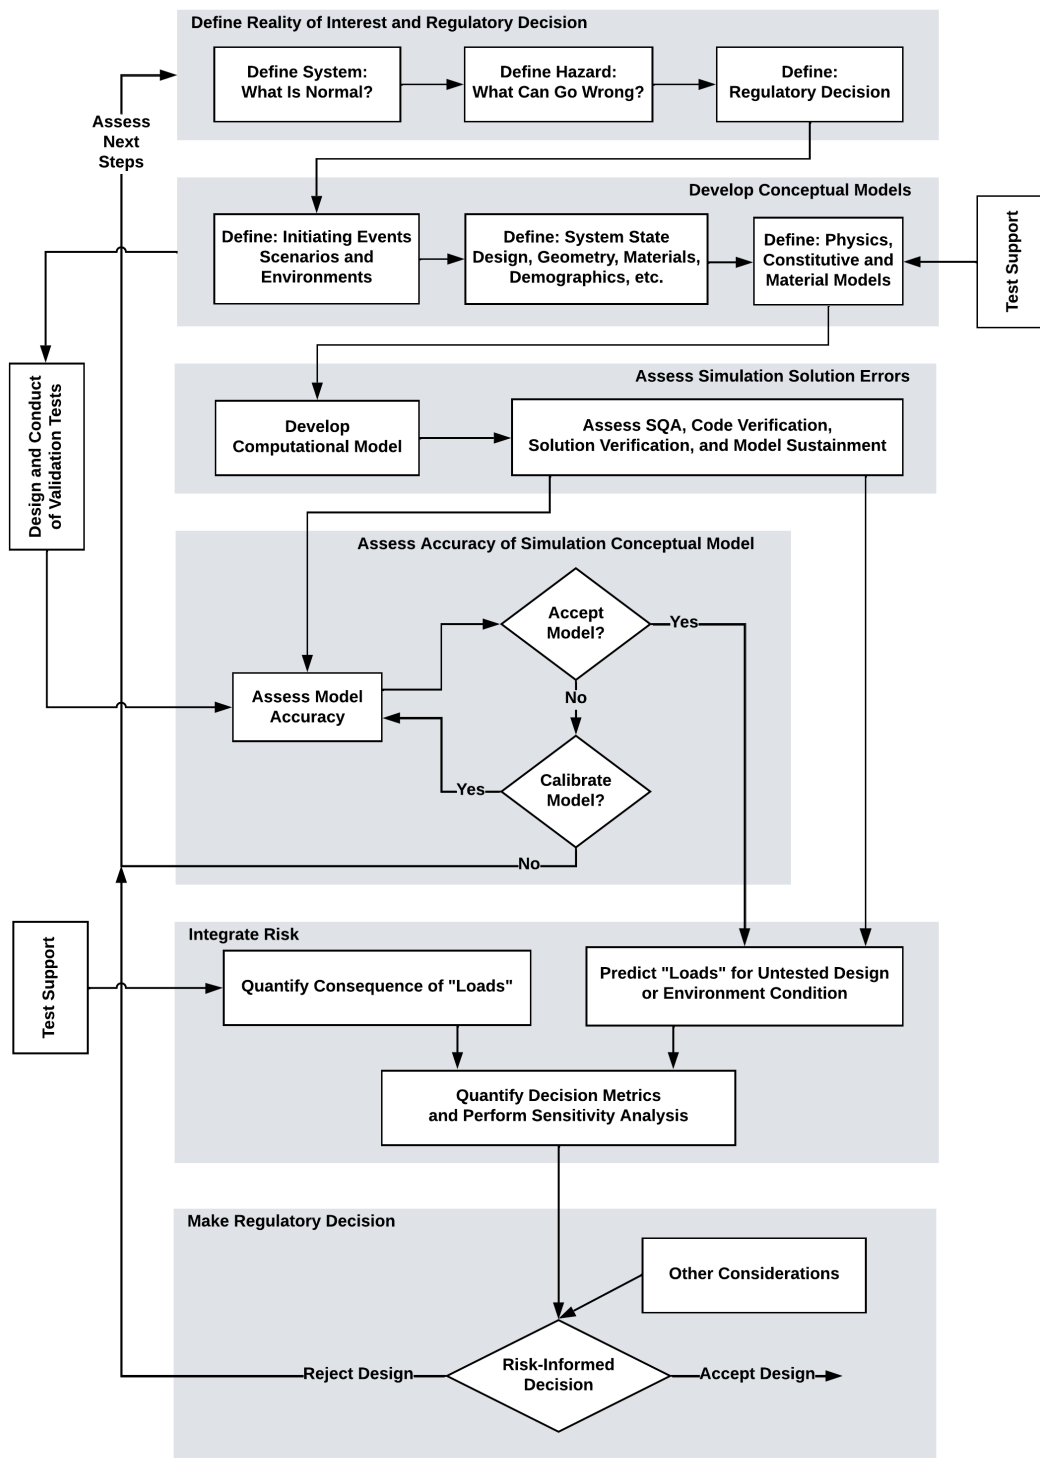 Define Reality of Interest and Regulatory Decision
Define System:
What Is Normal?
Define Hazard:
What Can Go Wrong?
Define:
Regulatory Decision
Assess
Next
Steps
Develop Conceptual Models
Define: Initiating Events
Scenarios and
Environments
Define: System State
Design, Geometry, Materials,
Demographics, etc.
Define: Physics,
Constitutive and
Material Models
Test Support
Design and Conduct
of Validation Tests
Assess Simulation Solution Errors
Develop
Computational Model
Assess SQA, Code Verification,
Solution Verification, and Model Sustainment
Assess Accuracy of Simulation Conceptual Model
Accept
Model?
Yes
No
Assess Model
Accuracy
Calibrate
Model?
Yes
No
Integrate Risk
Test Support
Quantify Consequence of "Loads"
Predict "Loads" for Untested Design
or Environment Condition
Quantify Decision Metrics
and Perform Sensitivity Analysis
Make Regulatory Decision
Other Considerations
Risk-Informed
Decision
Reject Design
Accept Design